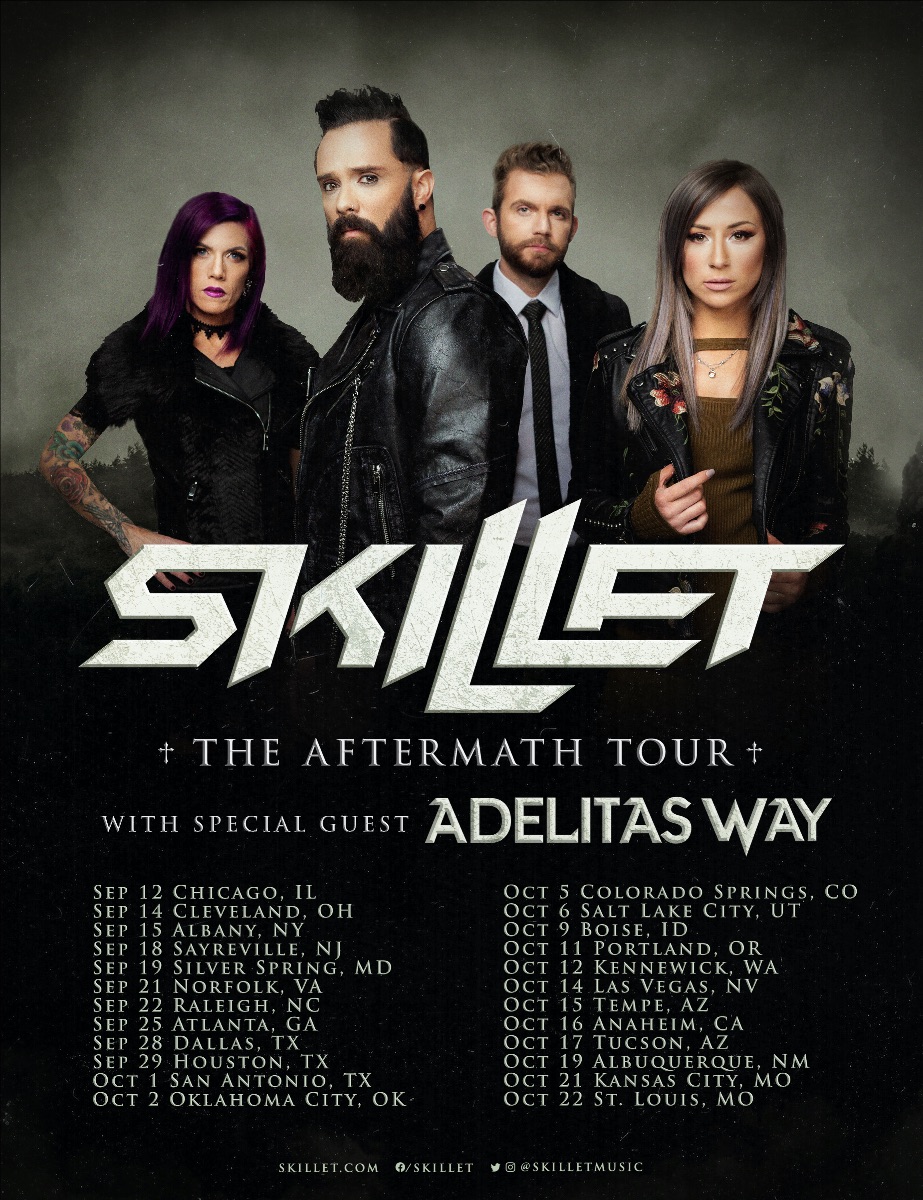 SKILLET
† THE AFTERMATH TOUR †
WITH SPECIAL GUEST ADELITAS WAY
SEP 12 CHICAGO, IL
SEP 14 CLEVELAND, OH
SEP 15 ALBANY, NY
SEP 18 SAYREVILLE, NJ
SEP 19 SILVER SPRING, MD
SEP 21 NORFOLK, VA
SEP 22 RALEIGH, NC
SEP 25 ATLANTA, GA
SEP 28 DALLAS, TX
SEP 29 HOUSTON, TX
OCT 1 SAN ANTONIO, TX
OCT 2 OKLAHOMA CITY, OK
OCT 5 COLORADO SPRINGS, CO
OCT 6 SALT LAKE CITY, UT
OCT 9 BOISE, ID
OCT 11 PORTLAND, OR
OCT 12 KENNEWICK, WA
OCT 14 LAS VEGAS, NV
OCT 15 TEMPE, AZ
OCT 16 ANAHEIM, CA
OCT 17 TUCSON, AZ
OCT 19 ALBUQUERQUE, NM
OCT 21 KANSAS CITY, MO
OCT 22 ST. LOUIS, MO
SKILLET.COM /SKILLET @SKILLETMUSIC